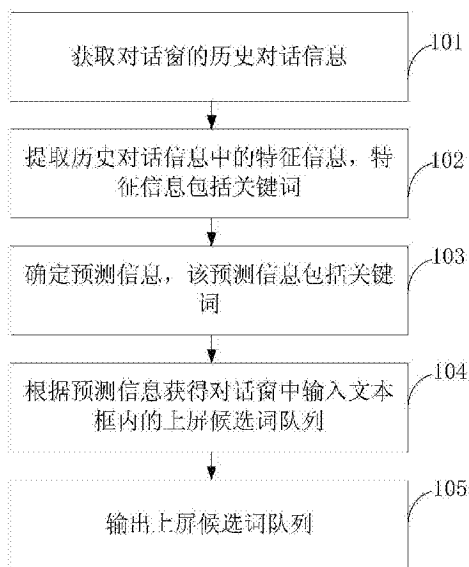 获取对话窗的历史对话信息
101
提取历史对话信息中的特征信息，特
征信息包括关键词
102
确定预测信息，该预测信息包括关键
词
103
根据预测信息获得对话窗中输入文本
框内的上屏候选词队列
104
输出上屏候选词队列
105